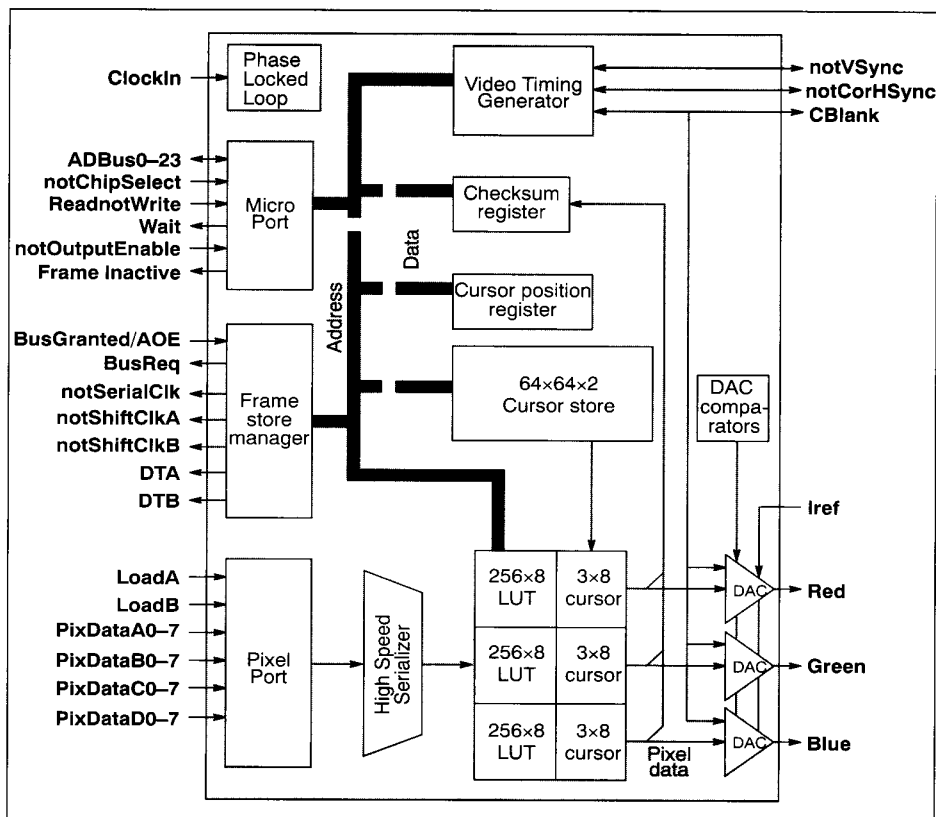 ClockIn
Phase
Locked
Loop
Video Timing
Generator
notVSync
notCorHSync
CBlank
ADBus0–23
notChipSelect
ReadnotWrite
Wait
notOutputEnable
Frame Inactive
Micro
Port
Checksum
register
Address
Data
Cursor position
register
BusGranted/AOE
BusReq
notSerialClk
notShiftClkA
notShiftClkB
DTA
DTB
Frame
store
manager
64×64×2
Cursor store
DAC
compa-
rators
Iref
LoadA
LoadB
PixDataA0–7
PixDataB0–7
PixDataC0–7
PixDataD0–7
Pixel
Port
High Speed
Serializer
256×8
LUT
3×8
cursor
256×8
LUT
3×8
cursor
256×8
LUT
3×8
cursor
Pixel
data
DAC
Red
DAC
Green
DAC
Blue